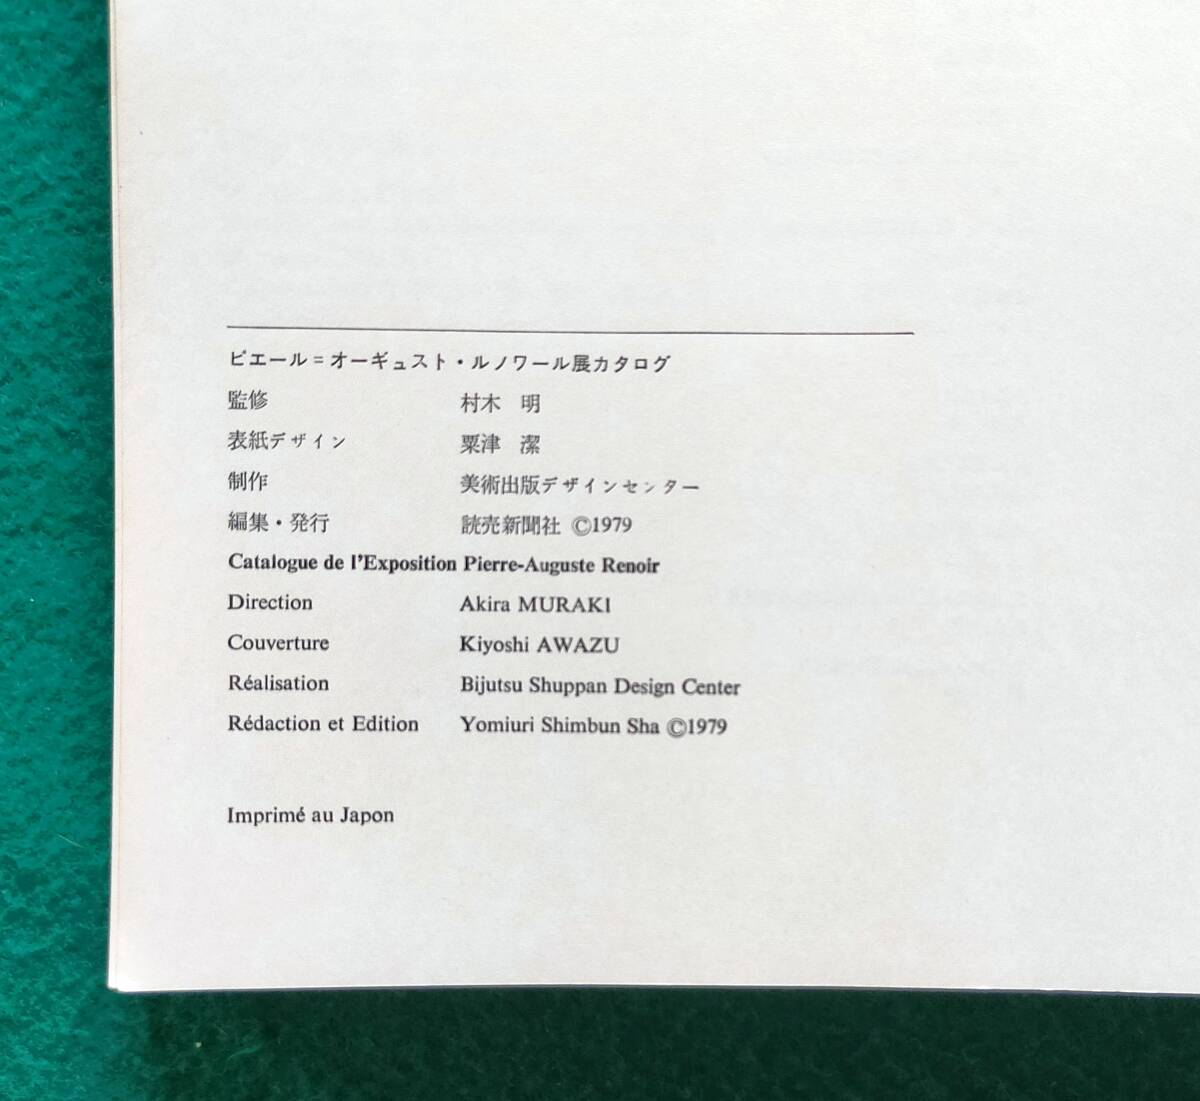 ピエール=オーギュスト・ルノワール展カタログ
監修 村木 明
表紙デザイン 粟津 潔
制作 美術出版デザインセンター
編集・発行 読売新聞社 ©1979
Catalogue de l'Exposition Pierre-Auguste Renoir
Direction Akira MURAKI
Couverture Kiyoshi AWAZU
Réalisation Bijutsu Shuppan Design Center
Rédaction et Edition Yomiuri Shimbun Sha ©1979
Imprimé au Japon